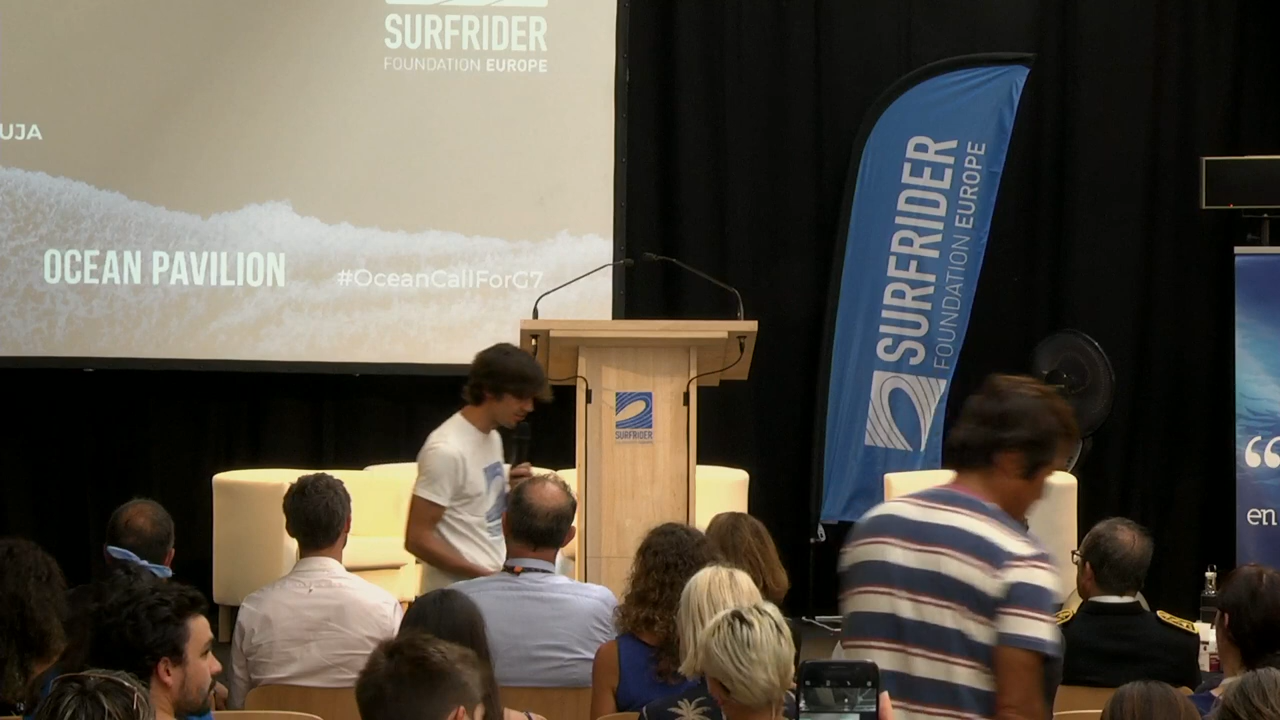 SURFRIDER
FOUNDATION EUROPE
UJA
OCEAN PAVILION
#OceanCallForG7
SURFRIDER
FOUNDATION EUROPE
SURFRIDER
“
en